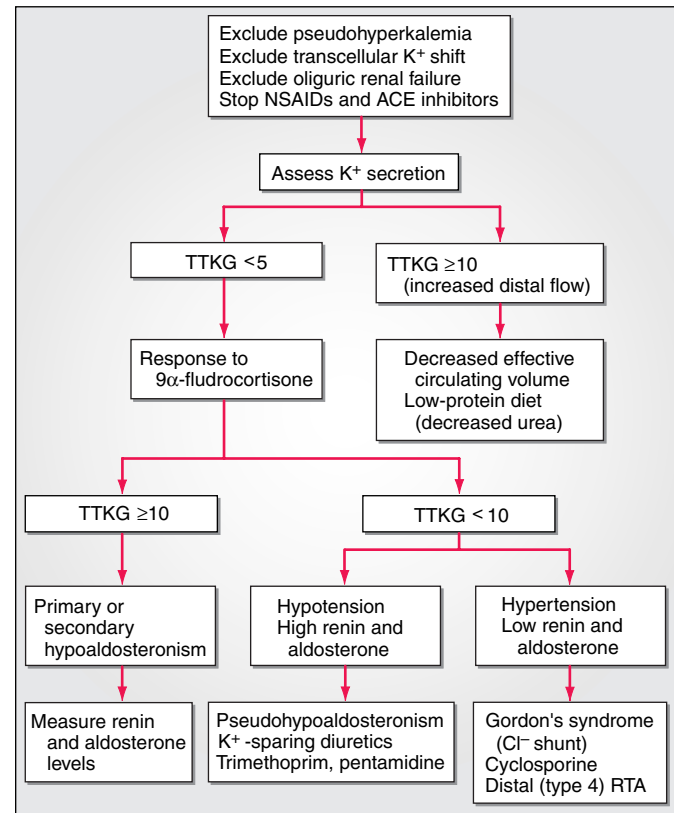 Exclude pseudohyperkalemia
Exclude transcellular K⁺ shift
Exclude oliguric renal failure
Stop NSAIDs and ACE inhibitors
Assess K⁺ secretion
TTKG <5
TTKG ≥10
(increased distal flow)
Response to
9α-fludrocortisone
Decreased effective
circulating volume
Low-protein diet
(decreased urea)
TTKG ≥10
TTKG < 10
Primary or
secondary
hypoaldosteronism
Hypotension
High renin and
aldosterone
Hypertension
Low renin and
aldosterone
Measure renin
and aldosterone
levels
Pseudohypoaldosteronism
K⁺ -sparing diuretics
Trimethoprim, pentamidine
Gordon's syndrome
(Cl⁻ shunt)
Cyclosporine
Distal (type 4) RTA